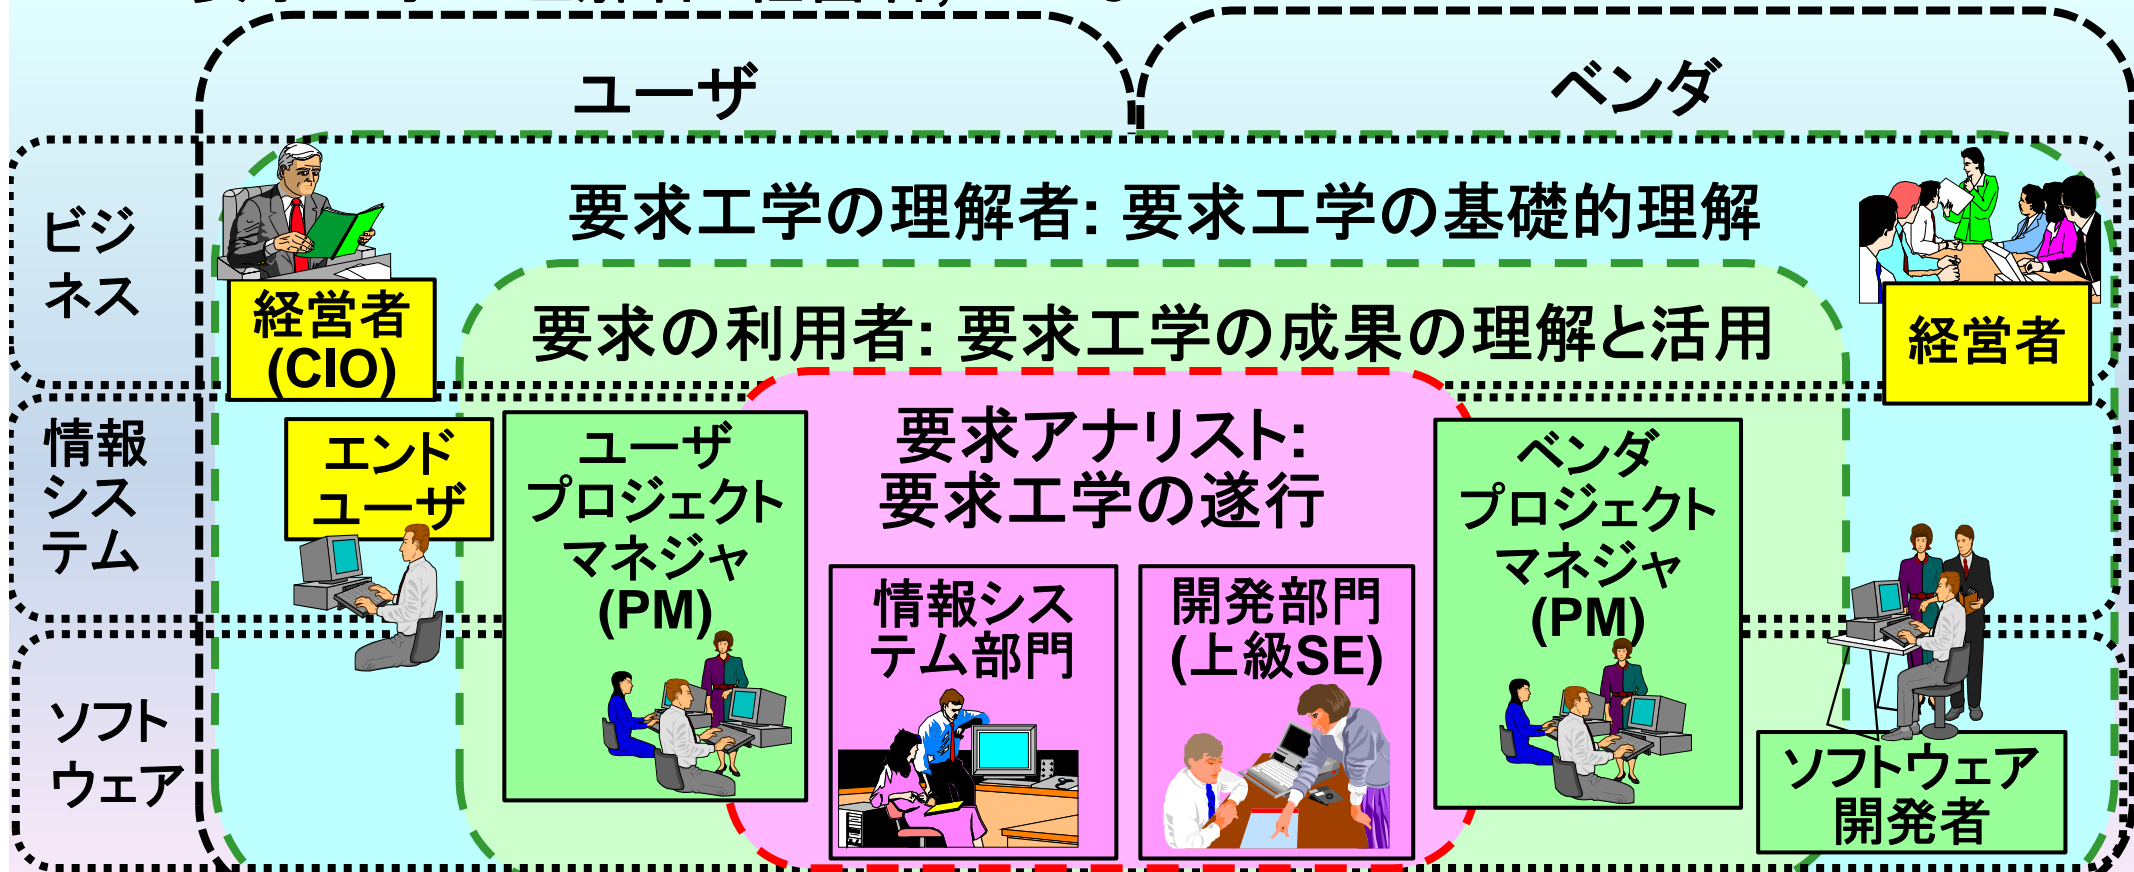 ユーザ
ベンダ
ビジ
ネス
要求工学の理解者: 要求工学の基礎的理解
経営者
(CIO)
経営者
要求の利用者: 要求工学の成果の理解と活用
情報
シス
テム
エンド
ユーザ
ユーザ
プロジェクト
マネジャ
(PM)
要求アナリスト:
要求工学の遂行
情報シス
テム部門
開発部門
(上級SE)
ベンダ
プロジェクト
マネジャ
(PM)
ソフト
ウェア
ソフトウェア
開発者